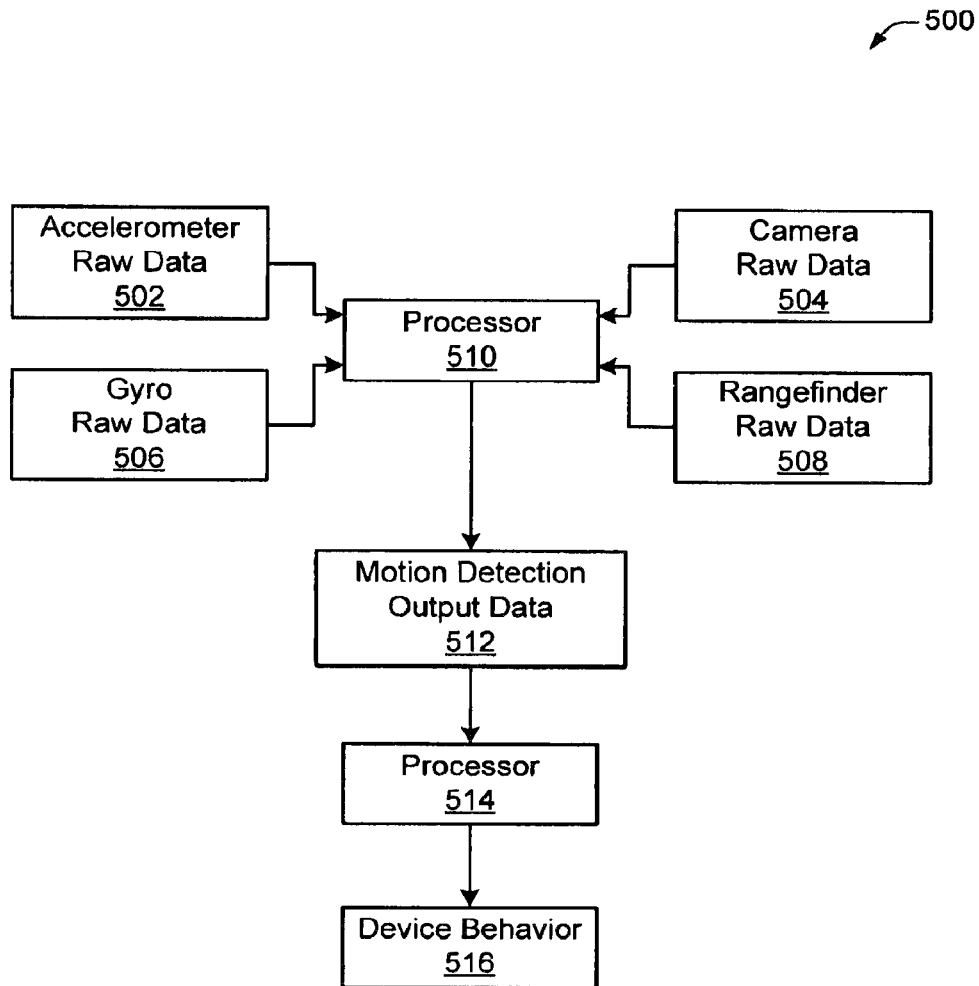 500
Accelerometer
Raw Data
502
Camera
Raw Data
504
Processor
510
Gyro
Raw Data
506
Rangefinder
Raw Data
508
Motion Detection
Output Data
512
Processor
514
Device Behavior
516